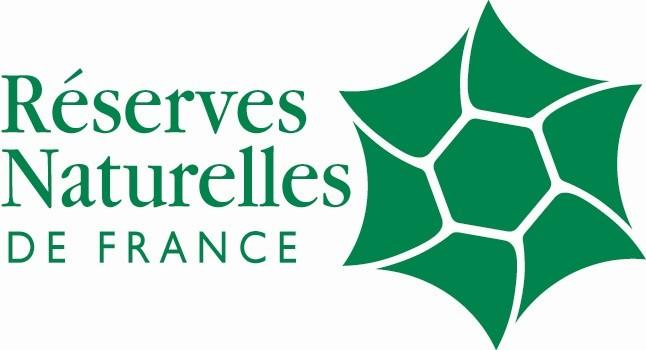 Réserves
Naturelles
DE FRANCE